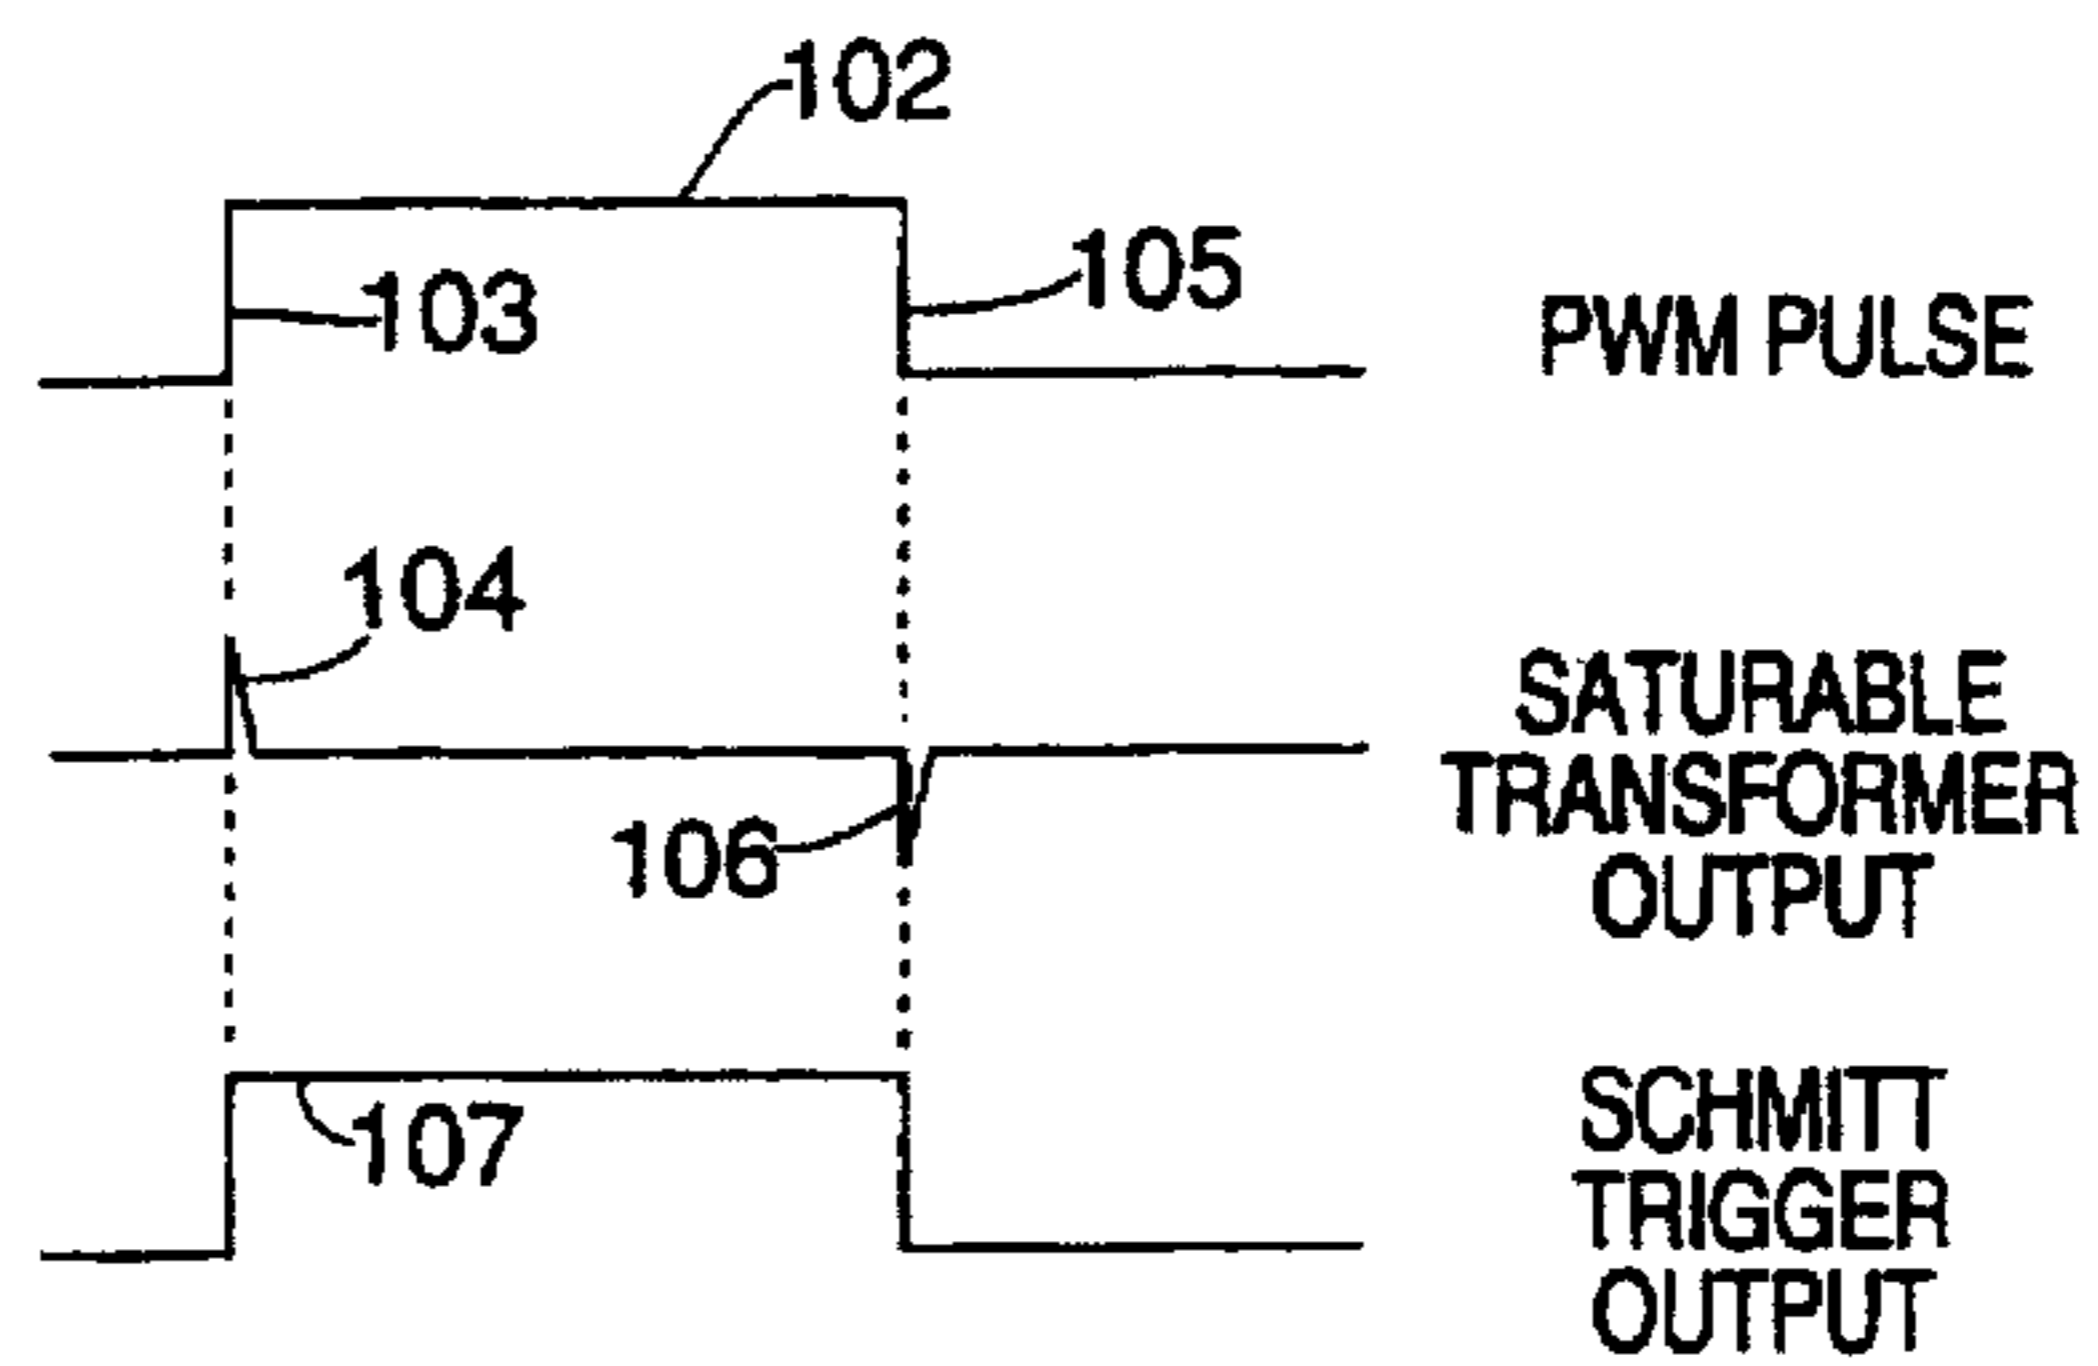 102
103
105
PWM PULSE
104
SATURABLE
TRANSFORMER
OUTPUT
106
107
SCHMITT
TRIGGER
OUTPUT